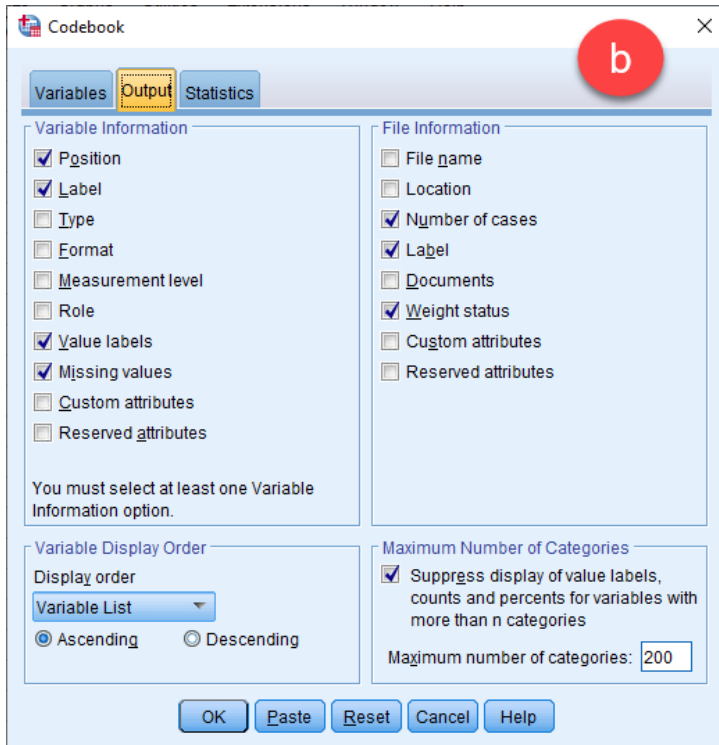 Codebook
b
Variables Output Statistics
Variable Information
Position
Label
Type
Format
Measurement level
Role
Value labels
Missing values
Custom attributes
Reserved attributes
You must select at least one Variable
Information option.
File Information
File name
Location
Number of cases
Label
Documents
Weight status
Custom attributes
Reserved attributes
Variable Display Order
Display order
Variable List
Ascending Descending
Maximum Number of Categories
Suppress display of value labels,
counts and percents for variables with
more than n categories
Maximum number of categories: 200
OK Paste Reset Cancel Help